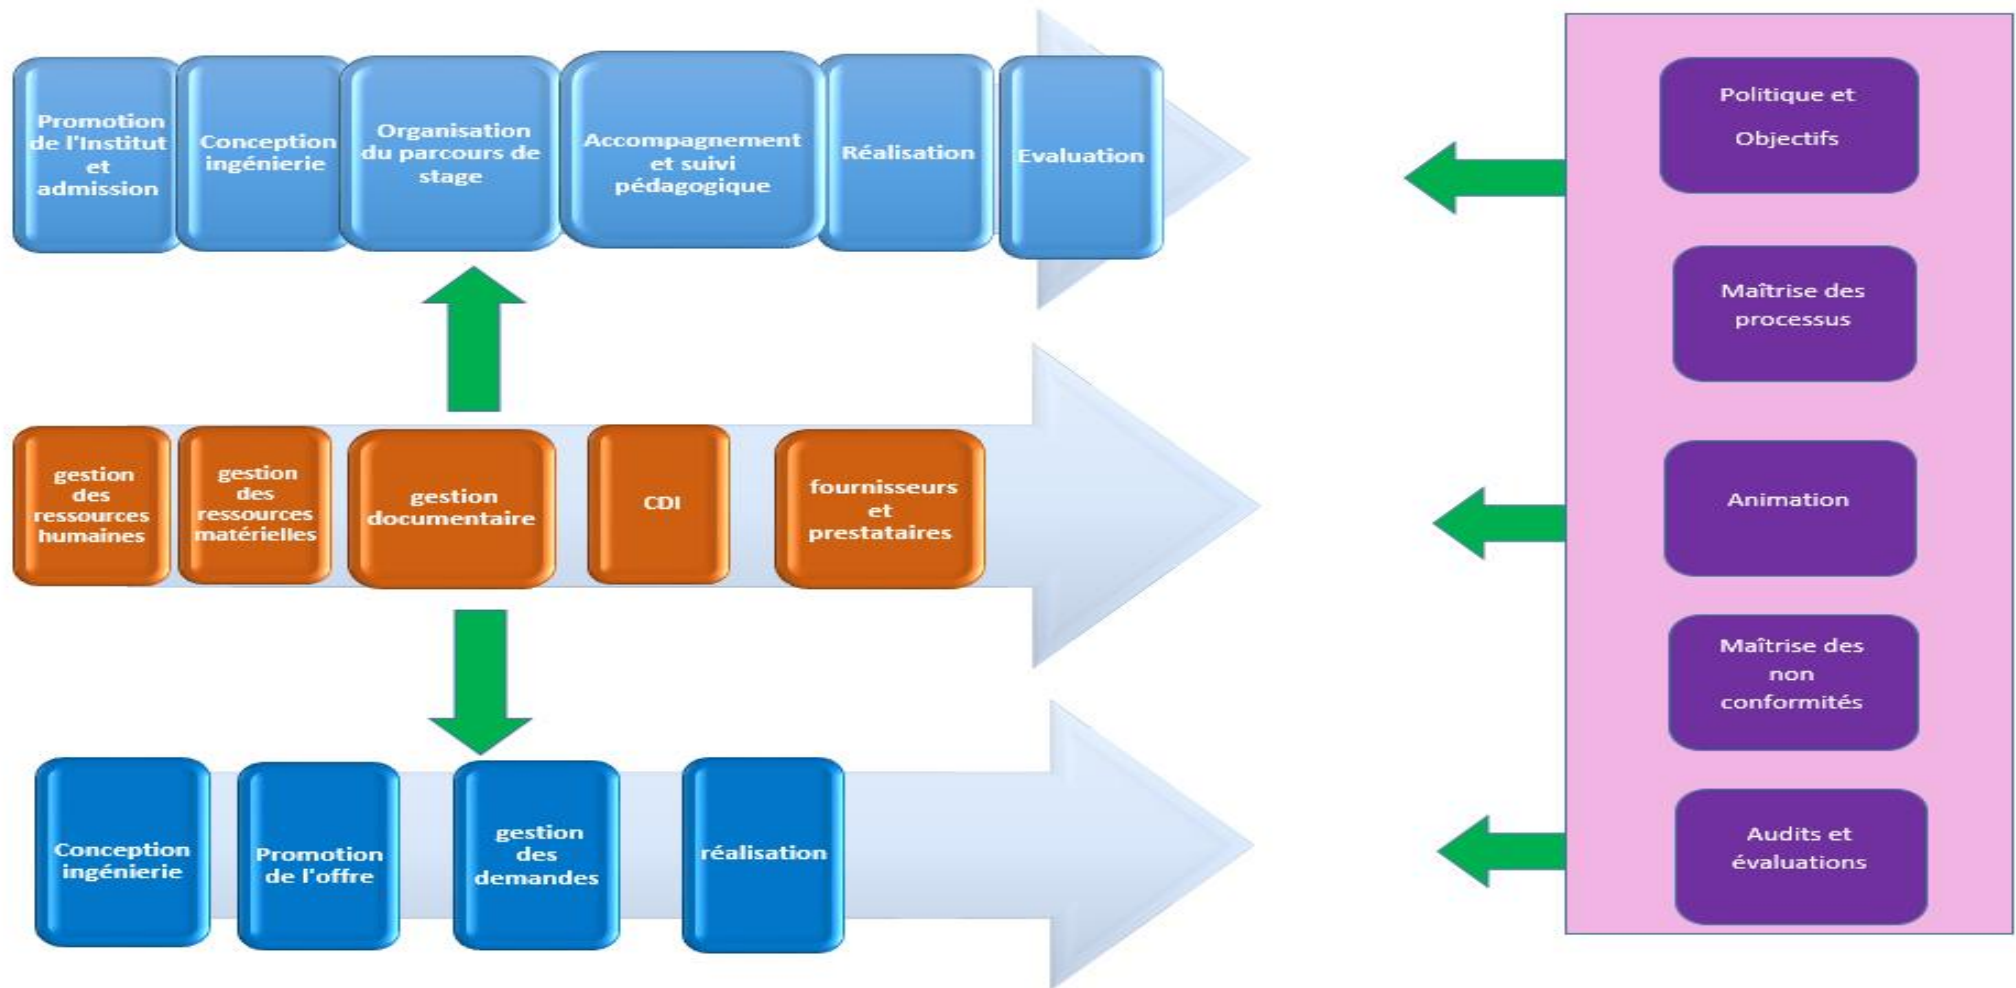 Promotion
de l'Institut
et
admission
Conception
ingénierie
Organisation
du parcours de
stage
Accompagnement
et suivi
pédagogique
Réalisation
Evaluation
gestion
des
ressources
humaines
gestion
des
ressources
matérielles
gestion
documentaire
CDI
fournisseurs
et
prestataires
Conception
ingénierie
Promotion
de l'offre
gestion
des
demandes
réalisation
Politique et
Objectifs
Maîtrise des
processus
Animation
Maîtrise des
non
conformités
Audits et
évaluations